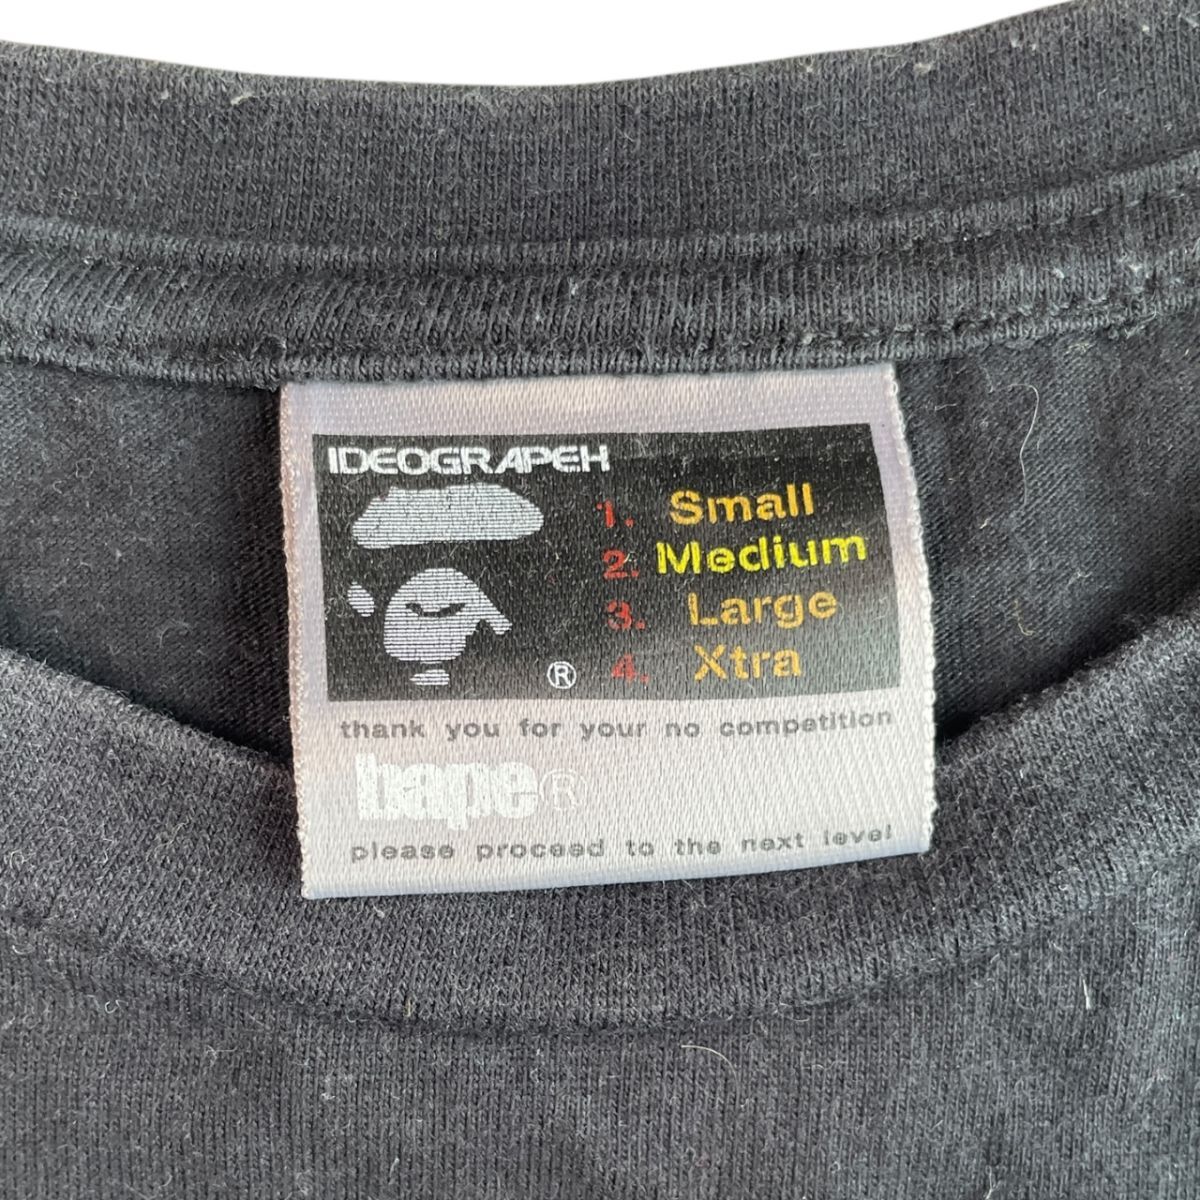 IDEOGRAPEH
1. Small
2. Medium
3. Large
4. Xtra
®
thank you for your no competition
bape®
please proceed to the next level